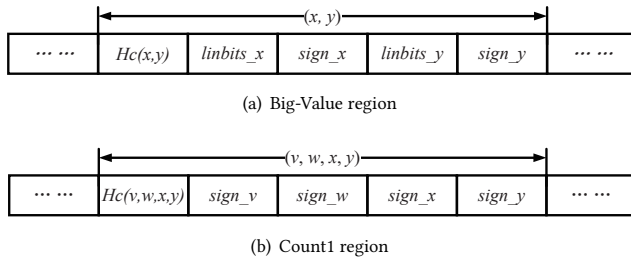 (x, y)
... ... Hc(x,y) linbits_x sign_x linbits_y sign_y ... ...
(a) Big-Value region
(v, w, x, y)
... ... Hc(v,w,x,y) sign_v sign_w sign_x sign_y ... ...
(b) Count1 region